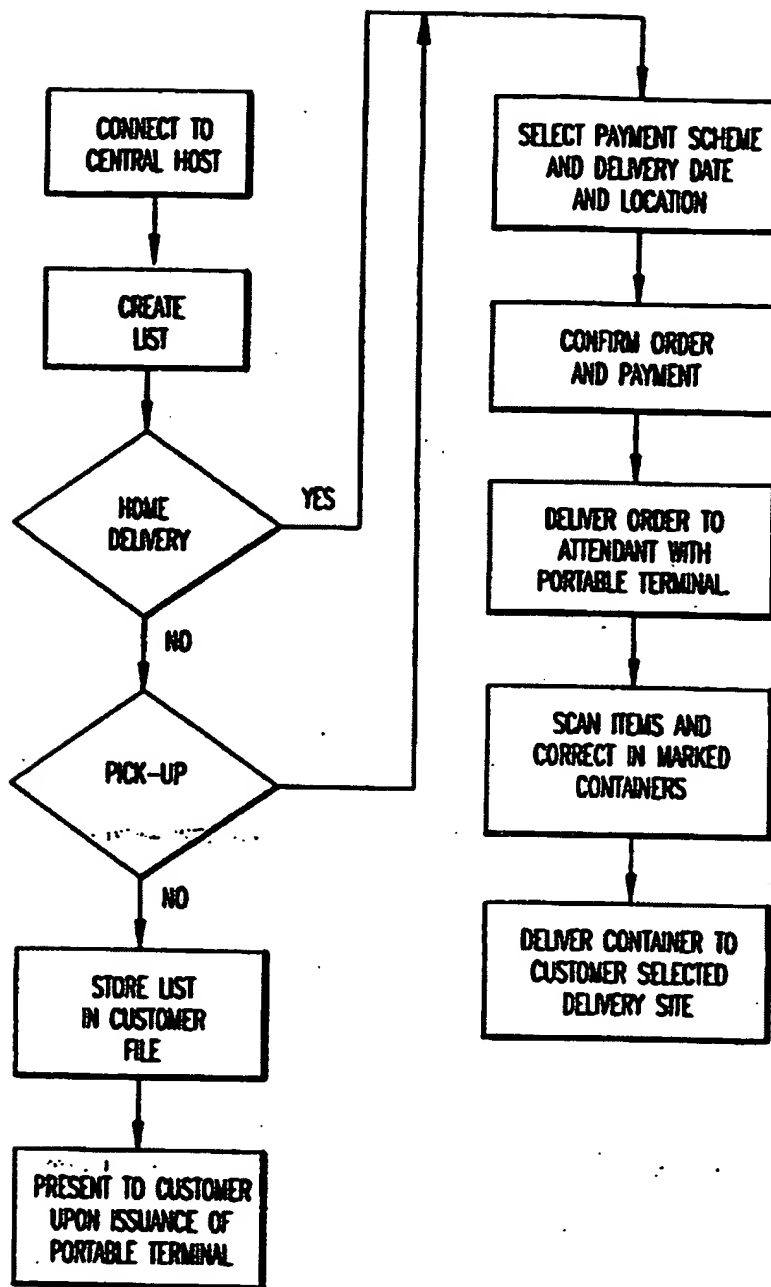 CONNECT TO
CENTRAL HOST
CREATE
LIST
HOME
DELIVERY
YES
NO
PICK-UP
NO
STORE LIST
IN CUSTOMER
FILE
PRESENT TO CUSTOMER
UPON ISSUANCE OF
PORTABLE TERMINAL
SELECT PAYMENT SCHEME
AND DELIVERY DATE
AND LOCATION
CONFIRM ORDER
AND PAYMENT
DELIVER ORDER TO
ATTENDANT WITH
PORTABLE TERMINAL.
SCAN ITEMS AND
CORRECT IN MARKED
CONTAINERS
DELIVER CONTAINER TO
CUSTOMER SELECTED
DELIVERY SITE